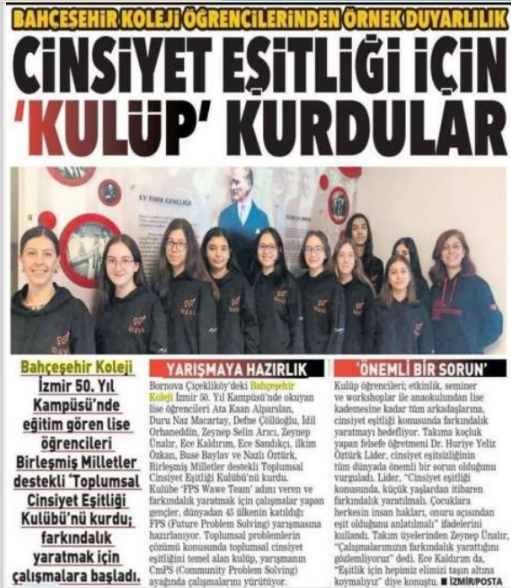 BAHÇEŞEHİR KOLEJİ ÖĞRENCİLERİNDEN ÖRNEK DUYARLILIK
CİNSİYET EŞİTLİĞİ İÇİN
'KULÜP' KURDULAR
EY TÜRK GENÇLİĞİ
Bahçeşehir Koleji
İzmir 50. Yıl
Kampüsü'nde
eğitim gören lise
öğrencileri
Birleşmiş Milletler
destekli 'Toplumsal
Cinsiyet Eşitliği
Kulübü'nü kurdu;
farkındalık
yaratmak için
çalışmalara başladı.
YARIŞMAYA HAZIRLIK
Bornova Çiçekliköy'deki Bahçeşehir
Koleji İzmir 50. Yıl Kampüsü'nde okuyan
lise öğrencileri Ata Kaan Alparslan,
Duru Naz Macartay, Defne Çöllüoğlu, İdil
Orhaneddin, Zeynep Selin Arıcı, Zeynep
Ünalır, Ece Kaldırım, Ece Sandıkçı, İlkim
Özkan, Buse Baylav ve Nazlı Öztürk,
Birleşmiş Milletler destekli Toplumsal
Cinsiyet Eşitliği Kulübü'nü kurdu.
Kulübe 'FPS Wawe Team' adını veren ve
farkındalık yaratmak için çalışmalar yapan
gençler, dünyadan 45 ülkenin katıldığı
FPS (Future Problem Solving) yarışmasına
hazırlanıyor. Toplumsal problemlerin
çözümü konusunda toplumsal cinsiyet
eşitliğini temel alan kulüp, yarışmanın
CmPS (Community Problem Solving)
ayağında çalışmalarını yürütüyor.
'ÖNEMLİ BİR SORUN'
Kulüp öğrencileri; etkinlik, seminer
ve workshoplar ile anaokulundan lise
kademesine kadar tüm arkadaşlarına,
cinsiyet eşitliği konusunda farkındalık
yaratmayı hedefliyor. Takıma koçluk
yapan felsefe öğretmeni Dr. Huriye Yeliz
Öztürk Lider, cinsiyet eşitsizliğinin
tüm dünyada önemli bir sorun olduğunu
vurguladı. Lider, "Cinsiyet eşitliği
konusunda, küçük yaşlardan itibaren
farkındalık yaratılmalı, Çocuklara
herkesin insan hakları, onuru açısından
eşit olduğunu anlatılmalı" ifadelerini
kullandı. Takım üyelerinden Zeynep Ünalır,
"Çalışmalarımızın farkındalık yarattığını
gözlemliyoruz" dedi. Ece Kaldırım da,
"Eşitlik için hepimiz elimizi taşın altına
koymalıyız" diye konuştu. ■ İZMİR/POSTA